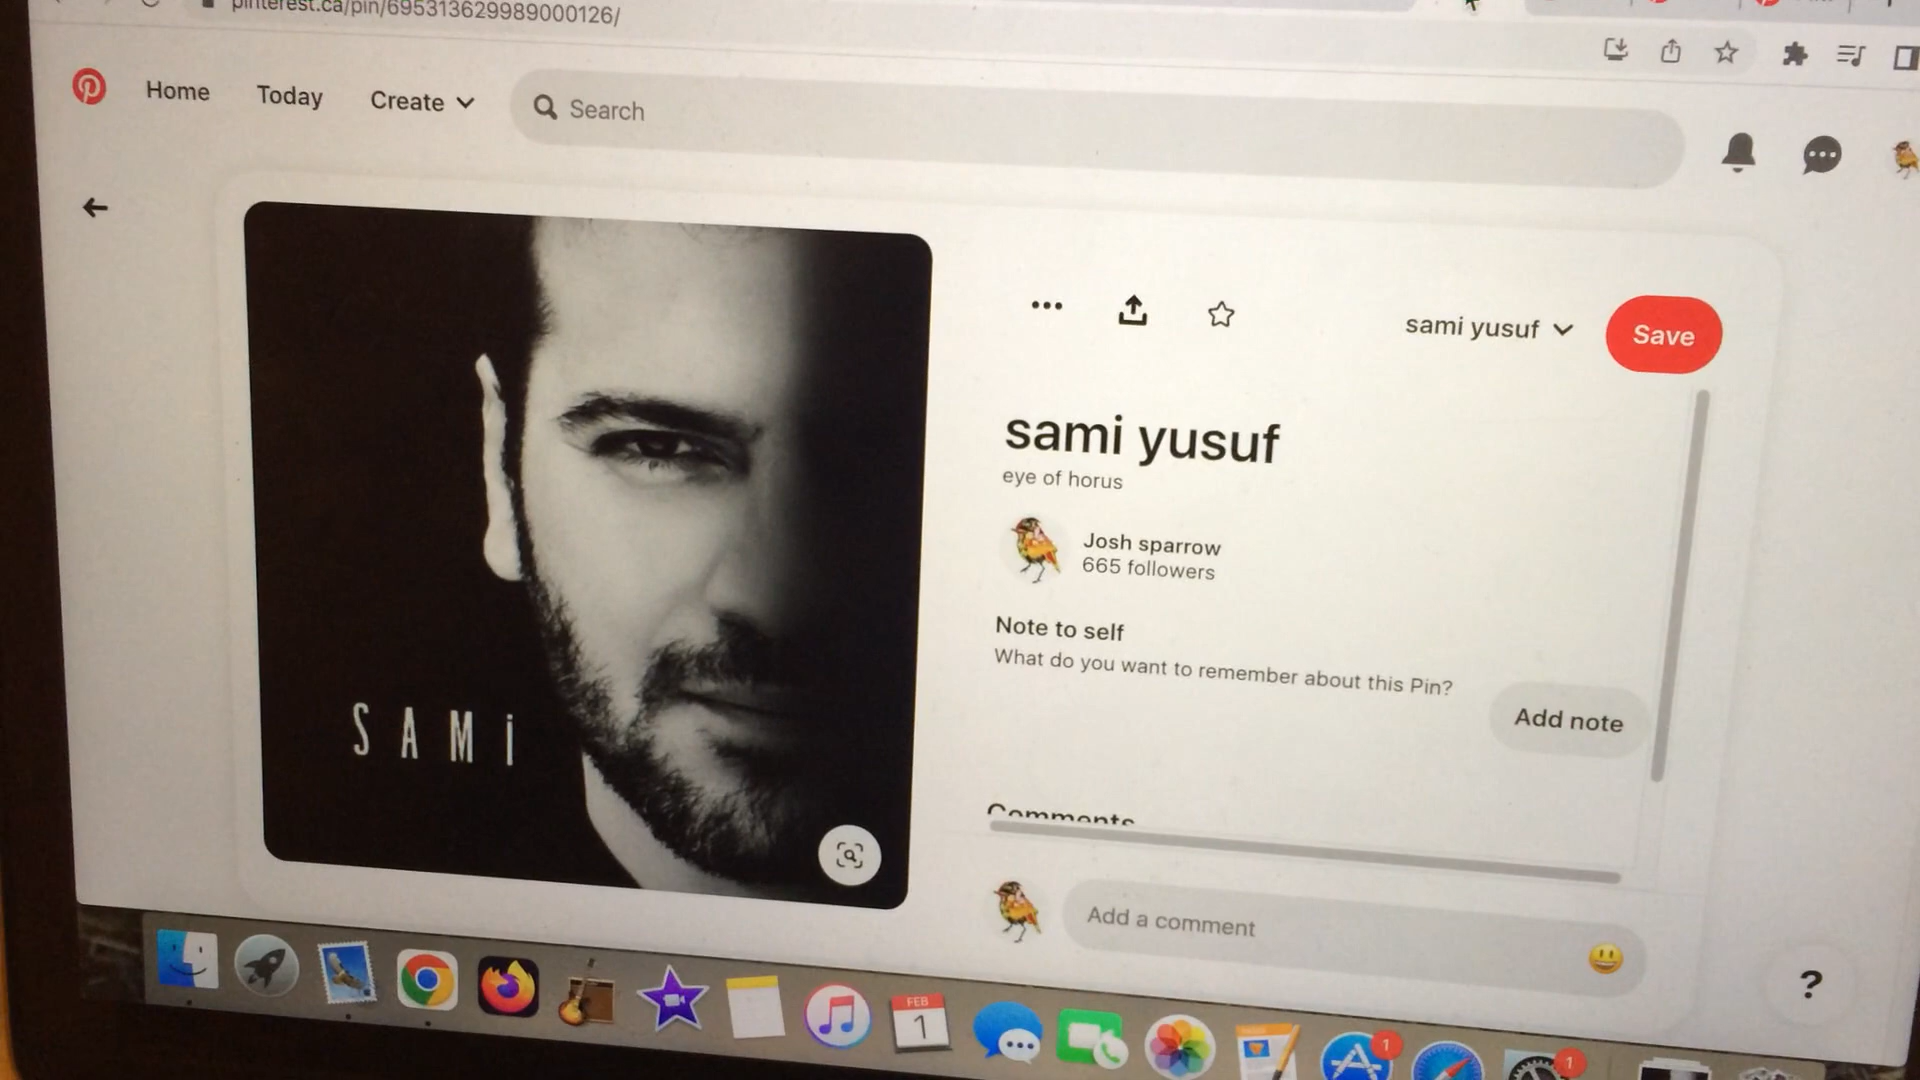 pinterest.ca/pin/695313629989000126/
Home
Today
Create
Search
sami yusuf
Save
sami yusuf
eye of horus
Josh sparrow
665 followers
Note to self
What do you want to remember about this Pin?
Add note
Comments
Add a comment
SAMi
?
FEB
1
1
1